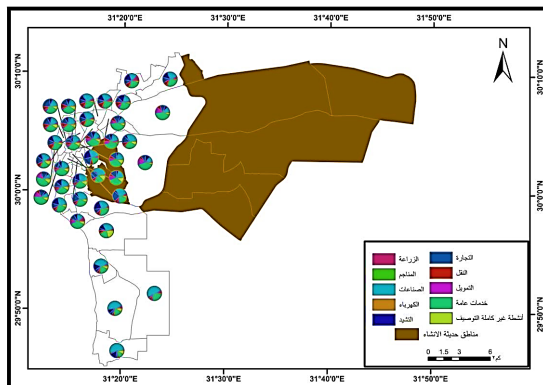 31°20'0"E 31°30'0"E 31°40'0"E 31°50'0"E
N
30°10'0"N 30°10'0"N
30°0'0"N 30°0'0"N
29°50'0"N 29°50'0"N
الزراعة التجارة
المناجم النقل
الصناعات التمويل
الكهرباء خدمات عامة
التشيد أنشطة غير كاملة التوصيف
مناطق حديثة الانشاء
0 1.5 3 6 كم٢
31°20'0"E 31°30'0"E 31°40'0"E 31°50'0"E